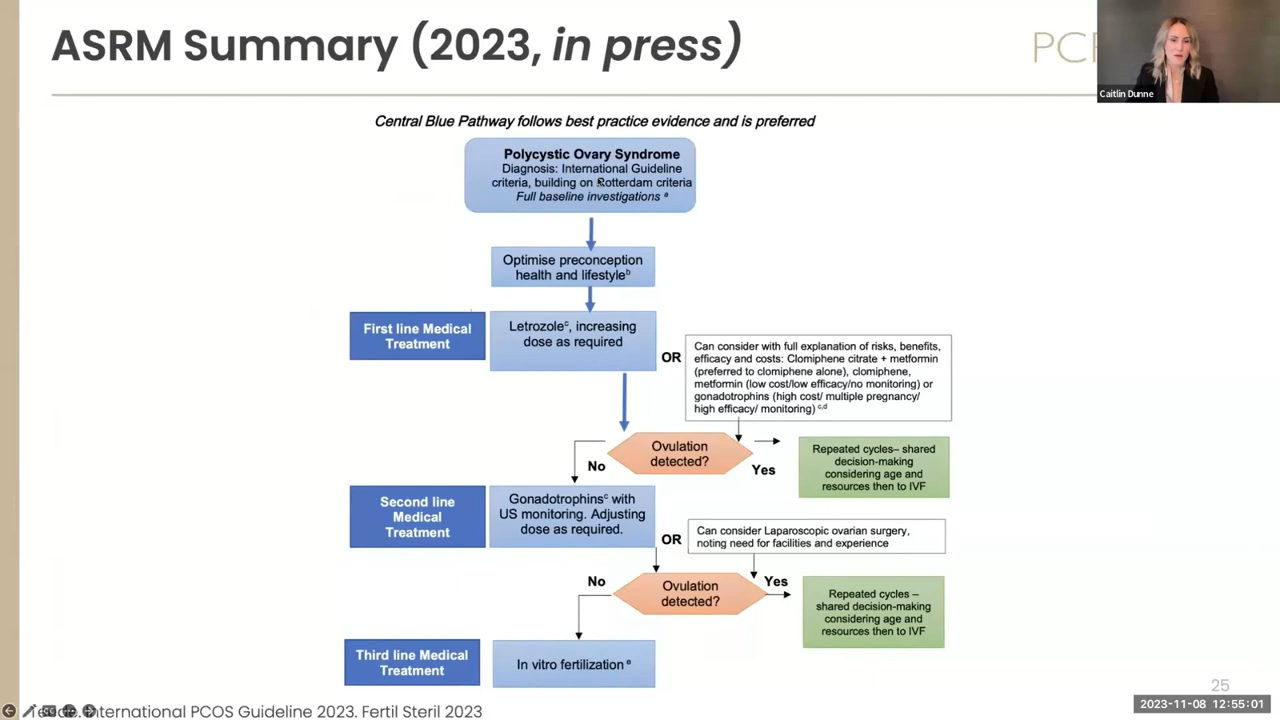 ASRM Summary (2023, in press)
Caitlin Dunne
Central Blue Pathway follows best practice evidence and is preferred
Polycystic Ovary Syndrome
Diagnosis: International Guideline
criteria, building on Rotterdam criteria
Full baseline investigations a
Optimise preconception
health and lifestyleb
First line Medical
Treatment
Letrozolec, increasing
dose as required
OR
Can consider with full explanation of risks, benefits,
efficacy and costs: Clomiphene citrate + metformin
(preferred to clomiphene alone), clomiphene,
metformin (low cost/low efficacy/no monitoring) or
gonadotrophins (high cost/ multiple pregnancy/
high efficacy/ monitoring) c,d
Ovulation
detected?
No
Yes
Repeated cycles– shared
decision-making
considering age and
resources then to IVF
Second line
Medical
Treatment
Gonadotrophinsc with
US monitoring. Adjusting
dose as required.
OR
Can consider Laparoscopic ovarian surgery,
noting need for facilities and experience
No
Ovulation
detected?
Yes
Repeated cycles –
shared decision-making
considering age and
resources then to IVF
Third line Medical
Treatment
In vitro fertilization e
25
2023-11-08 12:55:01
International PCOS Guideline 2023. Fertil Steril 2023